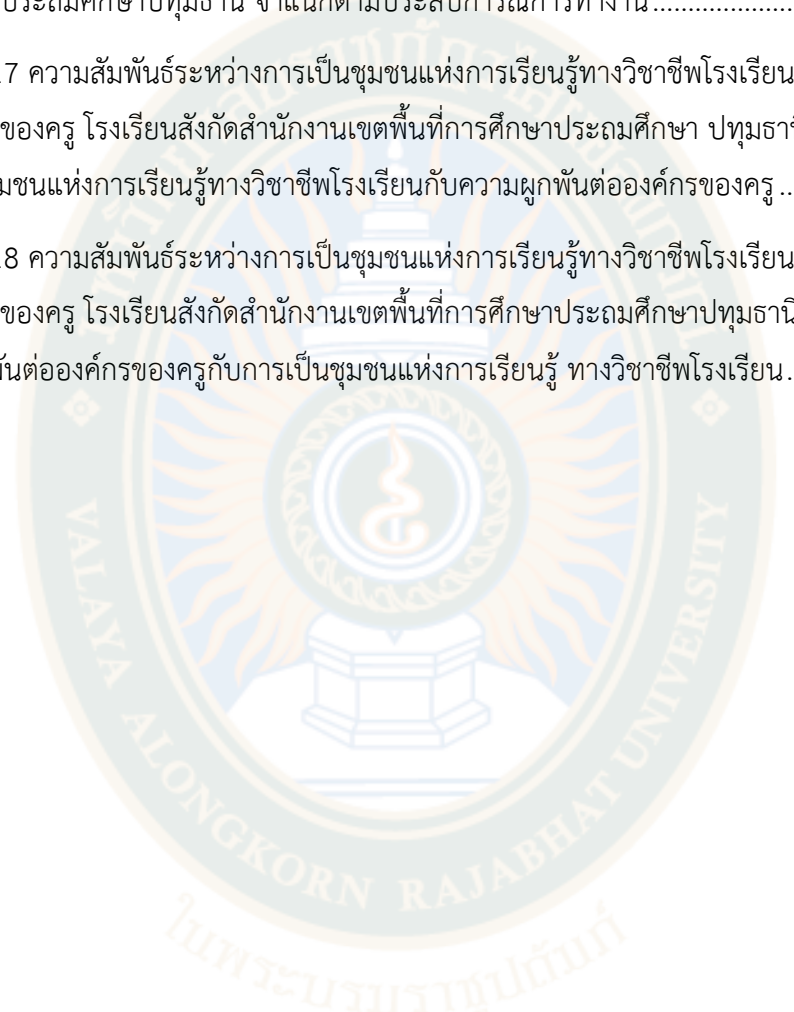 ประถมศึกษาปทุมธานี จำแนกตามประสบการณ์การทำงาน.....................
.7 ความสัมพันธ์ระหว่างการเป็นชุมชนแห่งการเรียนรู้ทางวิชาชีพโรงเรียน
ของครู โรงเรียนสังกัดสำนักงานเขตพื้นที่การศึกษาประถมศึกษา ปทุมธานี
มชนแห่งการเรียนรู้ทางวิชาชีพโรงเรียนกับความผูกพันต่อองค์กรของครู ..
.8 ความสัมพันธ์ระหว่างการเป็นชุมชนแห่งการเรียนรู้ทางวิชาชีพโรงเรียน
ของครู โรงเรียนสังกัดสำนักงานเขตพื้นที่การศึกษาประถมศึกษาปทุมธานี
พันต่อองค์กรของครูกับการเป็นชุมชนแห่งการเรียนรู้ ทางวิชาชีพโรงเรียน..
VALAYA ALONGKORN RAJABHAT UNIVERSITY
ในพระบรมราชูปถัมภ์